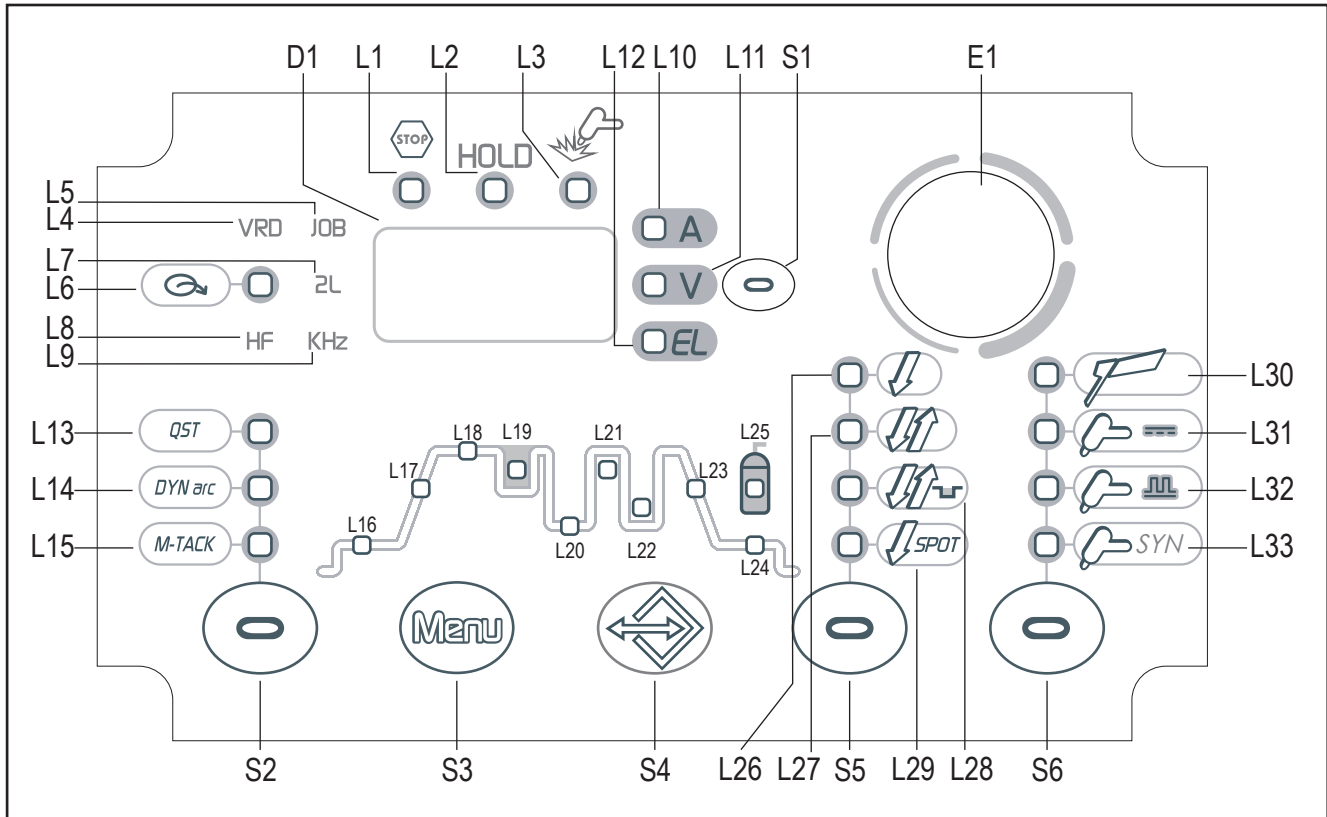 D1 L1 L2 L3 L12 L10 L11 S1 E1
STOP
HOLD
L5
L4 VRD JOB A
L7
L6 2L V
L8
L9 HF KHz EL
L30
L13 QST L18 L19 L21 L25 L31
L14 DYN arc L17 L23 L32
L15 M-TACK L16 L20 L22 L24 SPOT SYN L33
Menu
S2 S3 S4 L26 L27 S5 L29 L28 S6